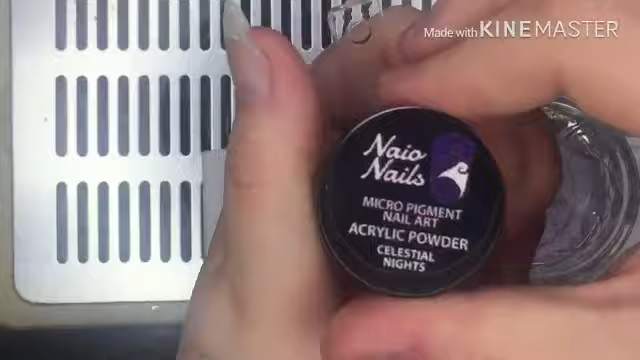 Made with KINEMASTER
Naio
Nails
MICRO PIGMENT
NAIL ART
ACRYLIC POWDER
CELESTIAL
NIGHTS